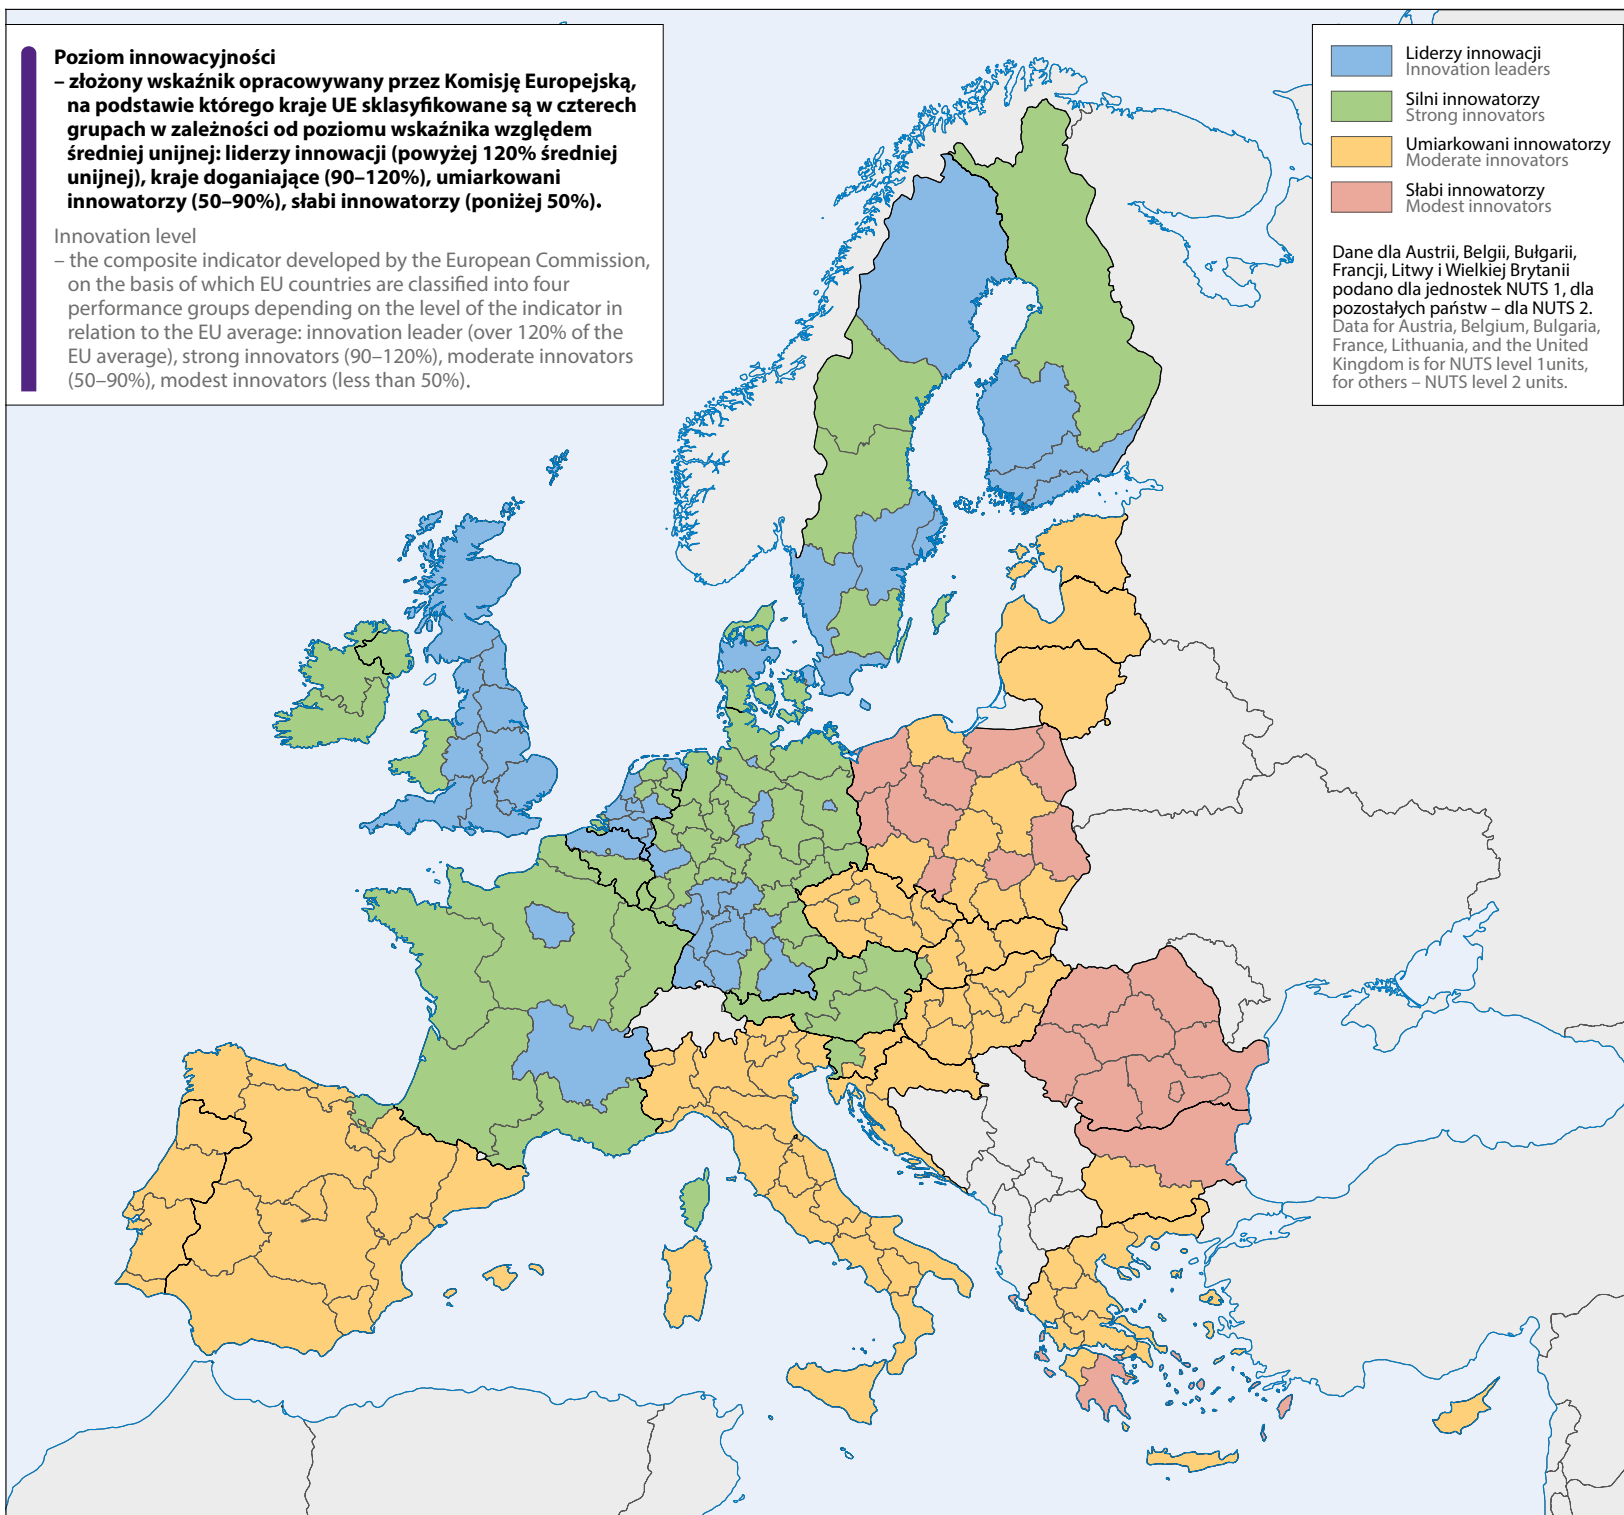 Poziom innowacyjności
– złożony wskaźnik opracowywany przez Komisję Europejską,
na podstawie którego kraje UE sklasyfikowane są w czterech
grupach w zależności od poziomu wskaźnika względem
średniej unijnej: liderzy innowacji (powyżej 120% średniej
unijnej), kraje doganiające (90–120%), umiarkowani
innowatorzy (50–90%), słabi innowatorzy (poniżej 50%).
Innovation level
– the composite indicator developed by the European Commission,
on the basis of which EU countries are classified into four
performance groups depending on the level of the indicator in
relation to the EU average: innovation leader (over 120% of the
EU average), strong innovators (90–120%), moderate innovators
(50–90%), modest innovators (less than 50%).
Liderzy innowacji
Innovation leaders
Silni innowatorzy
Strong innovators
Umiarkowani innowatorzy
Moderate innovators
Słabi innowatorzy
Modest innovators
Dane dla Austrii, Belgii, Bułgarii,
Francji, Litwy i Wielkiej Brytanii
podano dla jednostek NUTS 1, dla
pozostałych państw – dla NUTS 2.
Data for Austria, Belgium, Bulgaria,
France, Lithuania, and the United
Kingdom is for NUTS level 1units,
for others – NUTS level 2 units.